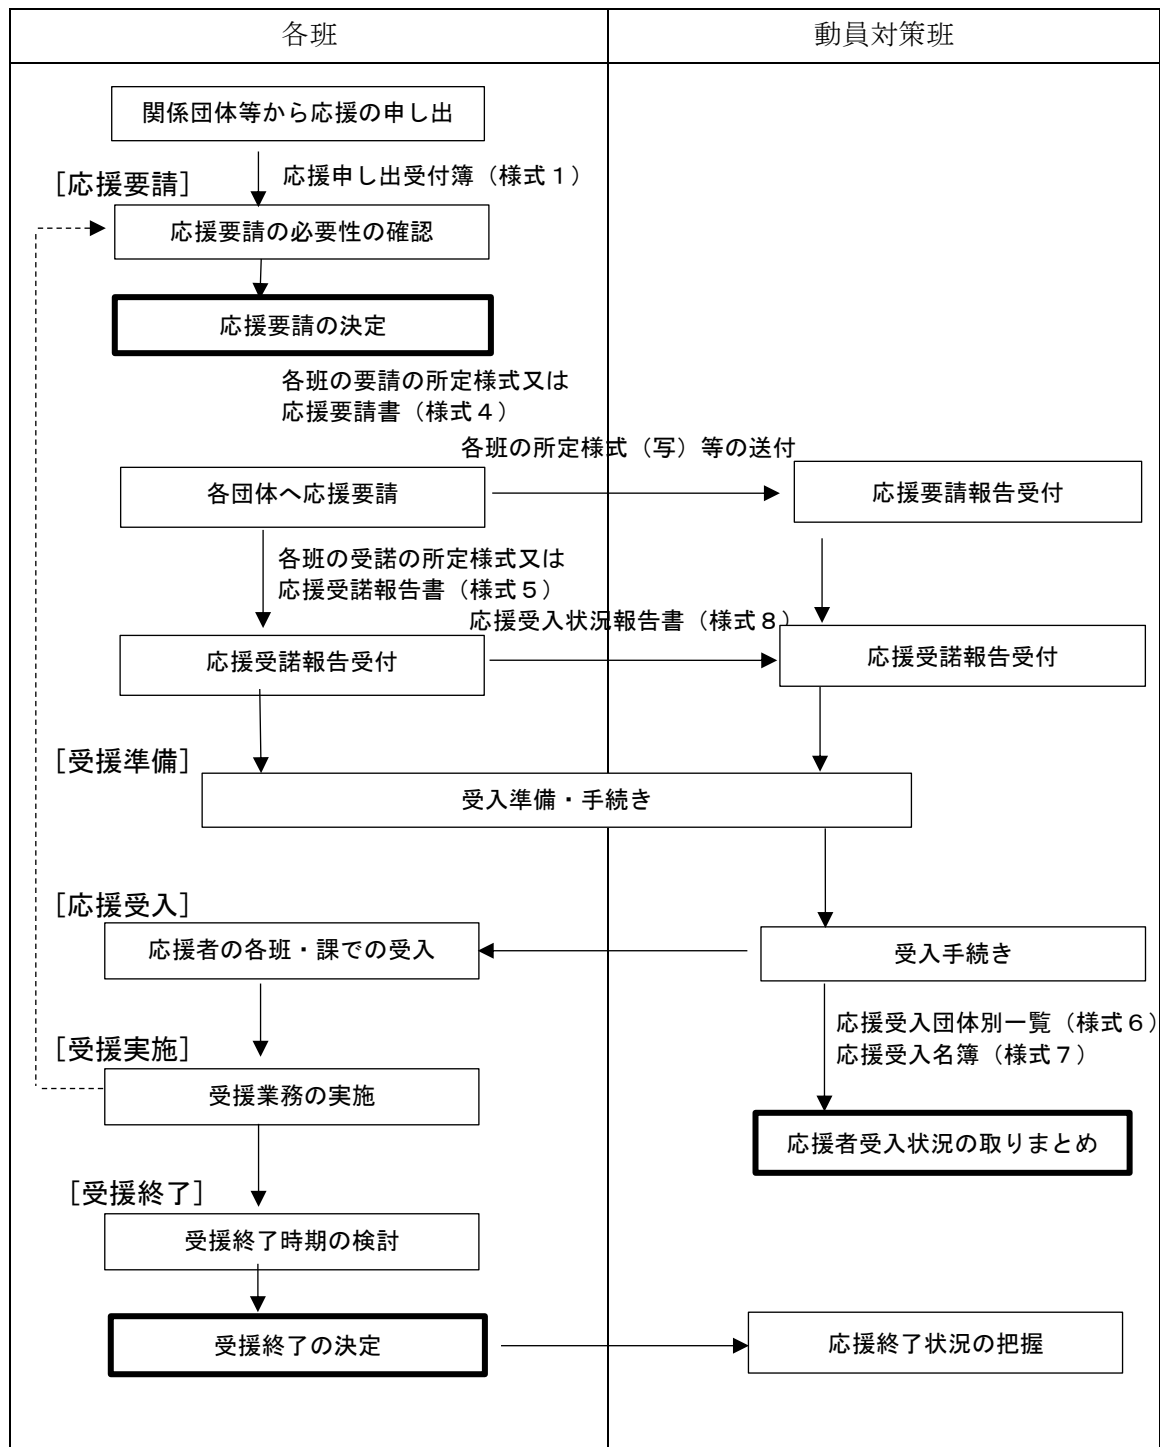 各班
動員対策班
関係団体等から応援の申し出
応援申し出受付簿（様式１）
［応援要請］
応援要請の必要性の確認
応援要請の決定
各班の要請の所定様式又は
応援要請書（様式４）
各班の所定様式（写）等の送付
各団体へ応援要請
応援要請報告受付
各班の受諾の所定様式又は
応援受諾報告書（様式５）
応援受入状況報告書（様式８）
応援受諾報告受付
応援受諾報告受付
［受援準備］
受入準備・手続き
［応援受入］
応援者の各班・課での受入
受入手続き
応援受入団体別一覧（様式６）
応援受入名簿（様式７）
［受援実施］
受援業務の実施
応援者受入状況の取りまとめ
［受援終了］
受援終了時期の検討
受援終了の決定
応援終了状況の把握